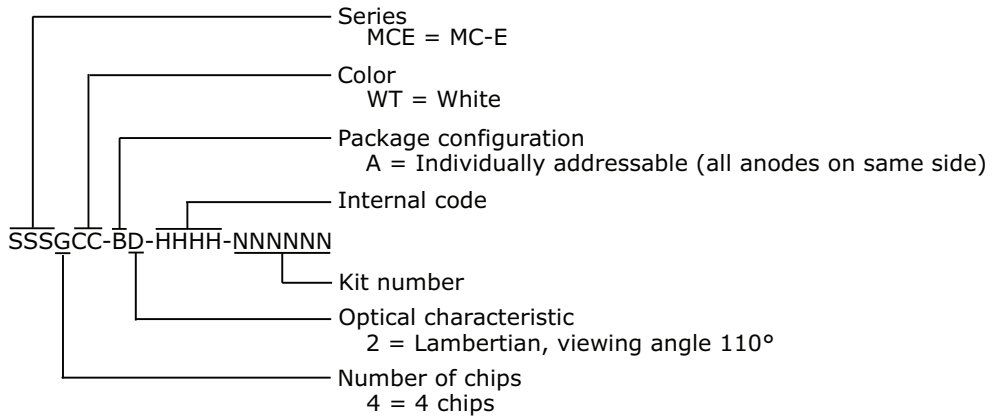 Series
MCE = MC-E
Color
WT = White
Package configuration
A = Individually addressable (all anodes on same side)
Internal code
SSSGCC-BD-HHHH-NNNNNN
Kit number
Optical characteristic
2 = Lambertian, viewing angle 110°
Number of chips
4 = 4 chips